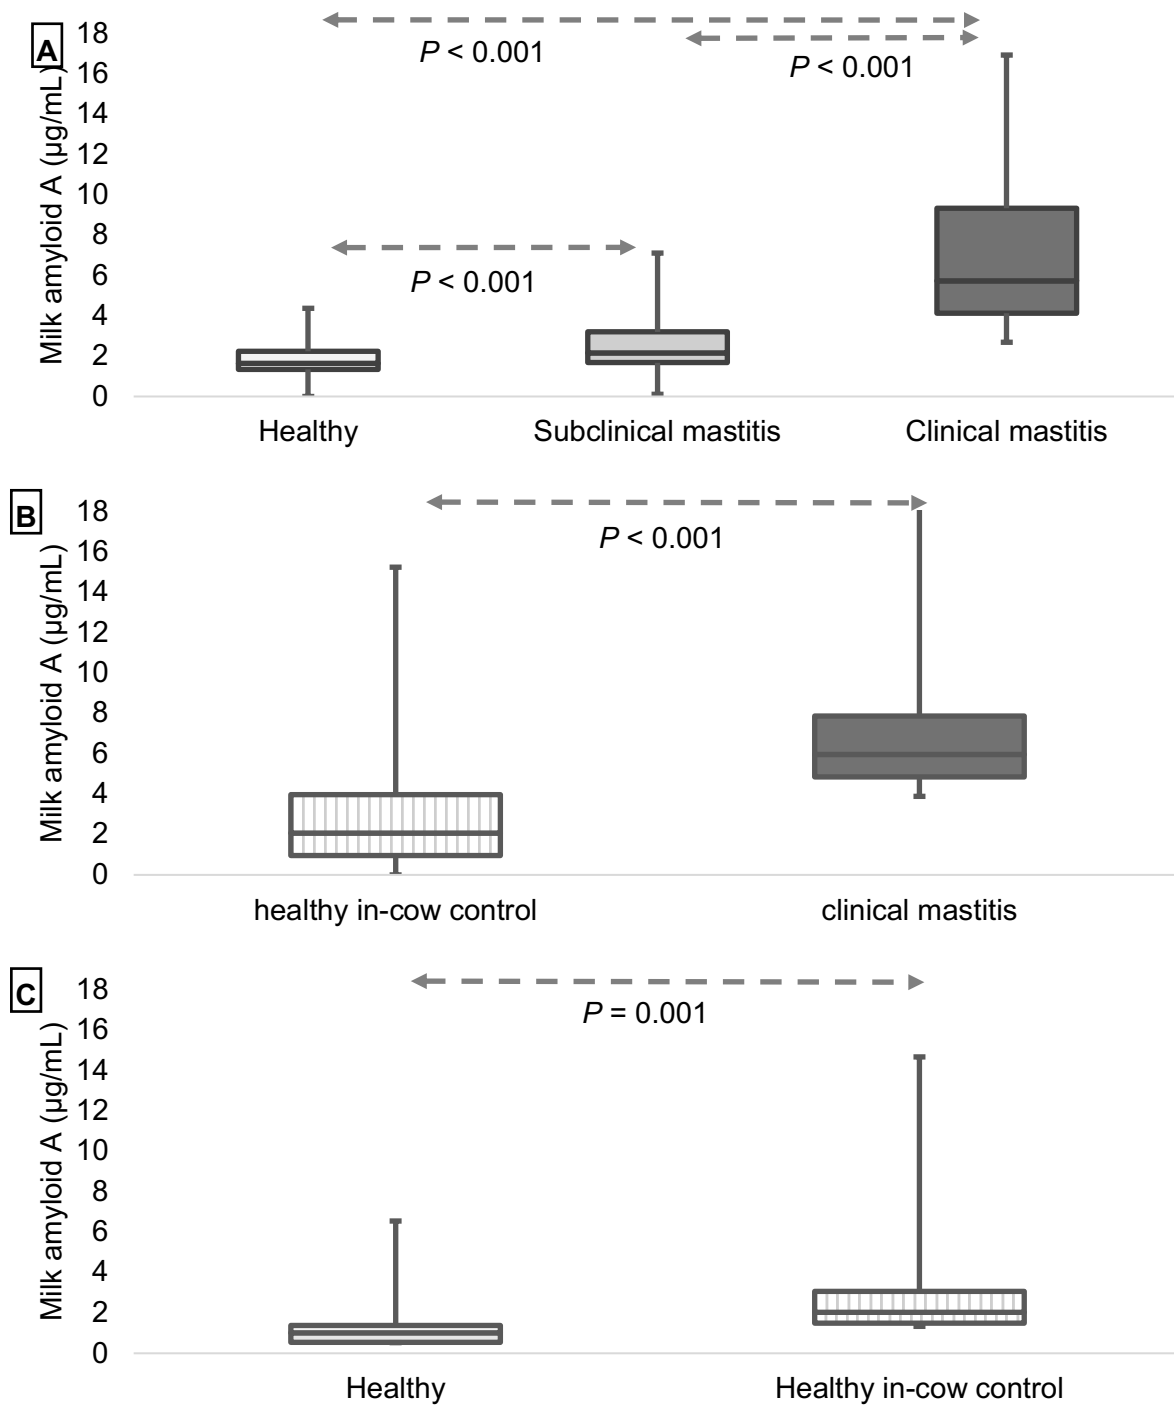 A
Milk amyloid A (µg/mL)
18
16
14
12
10
8
6
4
2
0
P < 0.001
P < 0.001
P < 0.001
Healthy
Subclinical mastitis
Clinical mastitis
B
Milk amyloid A (µg/mL)
18
16
14
12
10
8
6
4
2
0
P < 0.001
healthy in-cow control
clinical mastitis
C
Milk amyloid A (µg/mL)
18
16
14
12
10
8
6
4
2
0
P = 0.001
Healthy
Healthy in-cow control